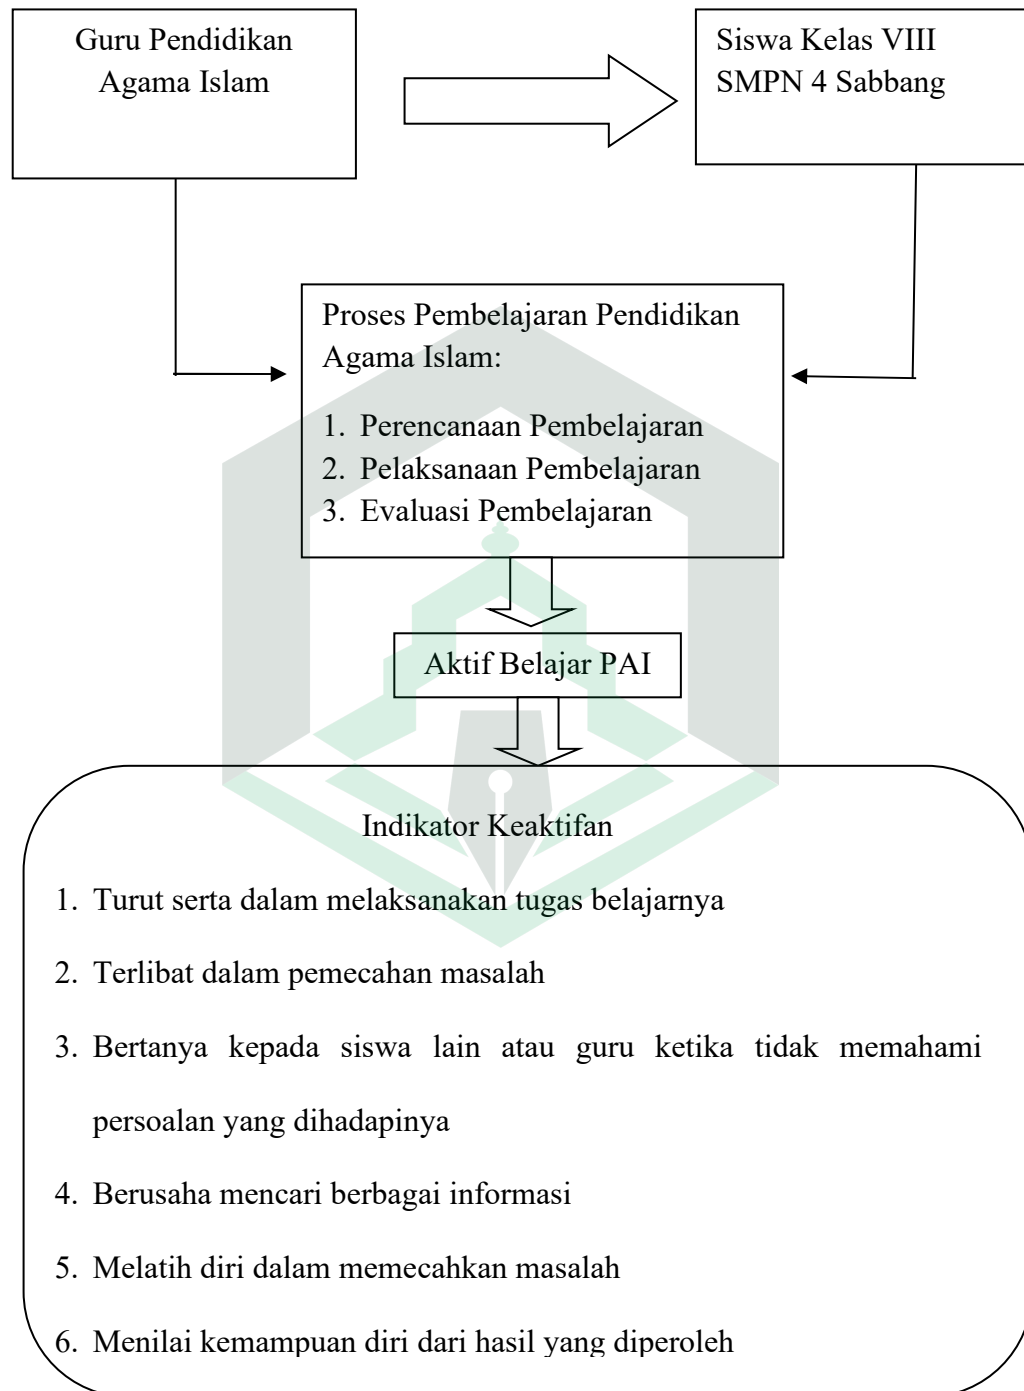 Guru Pendidikan
Agama Islam
Siswa Kelas VIII
SMPN 4 Sabbang
Proses Pembelajaran Pendidikan
Agama Islam:
1. Perencanaan Pembelajaran
2. Pelaksanaan Pembelajaran
3. Evaluasi Pembelajaran
Aktif Belajar PAI
Indikator Keaktifan
1. Turut serta dalam melaksanakan tugas belajarnya
2. Terlibat dalam pemecahan masalah
3. Bertanya kepada siswa lain atau guru ketika tidak memahami
persoalan yang dihadapinya
4. Berusaha mencari berbagai informasi
5. Melatih diri dalam memecahkan masalah
6. Menilai kemampuan diri dari hasil yang diperoleh